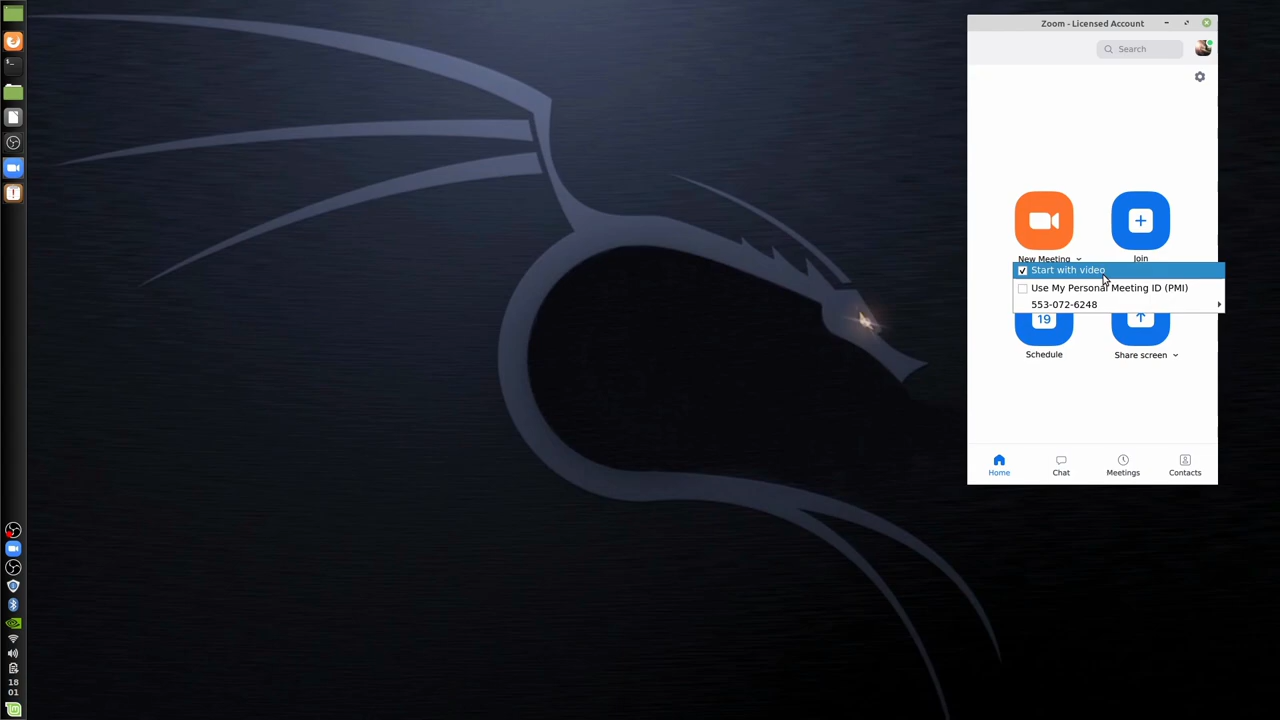 Zoom - Licensed Account
Search
New Meeting
Join
Start with video
Use My Personal Meeting ID (PMI)
553-072-6248
19
Schedule
Share screen
Home
Chat
Meetings
Contacts
18
01